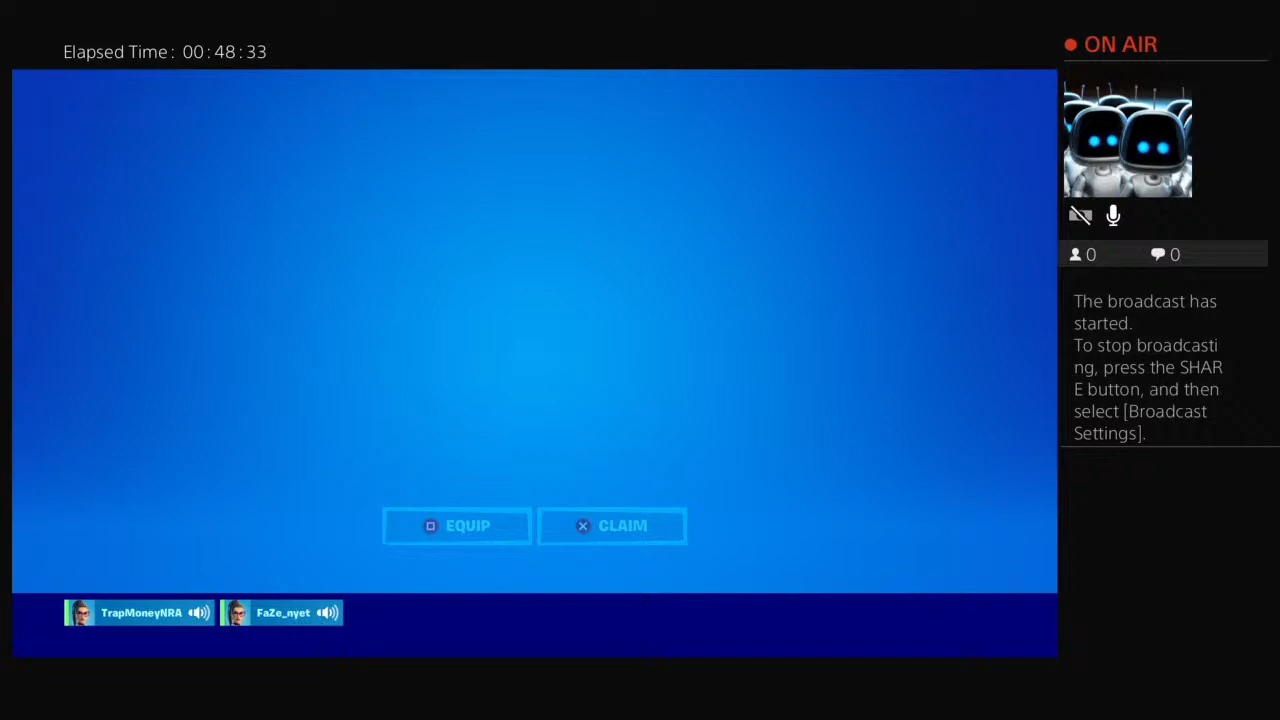 Elapsed Time: 00:48:33
ON AIR
0
0
The broadcast has
started.
To stop broadcasti
ng, press the SHAR
E button, and then
select [Broadcast
Settings].
EQUIP
CLAIM
TrapMoneyNRA
FaZe_nyet